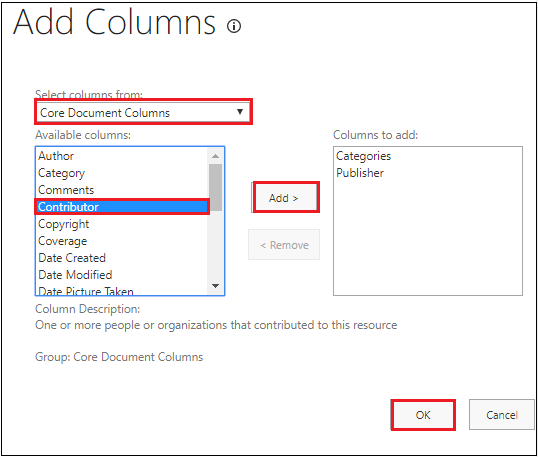 Add Columns
Select columns from:
Core Document Columns
Available columns:
Author
Category
Comments
Contributor
Copyright
Coverage
Date Created
Date Modified
Date Picture Taken
Add >
< Remove
Columns to add:
Categories
Publisher
Column Description:
One or more people or organizations that contributed to this resource
Group: Core Document Columns
OK
Cancel